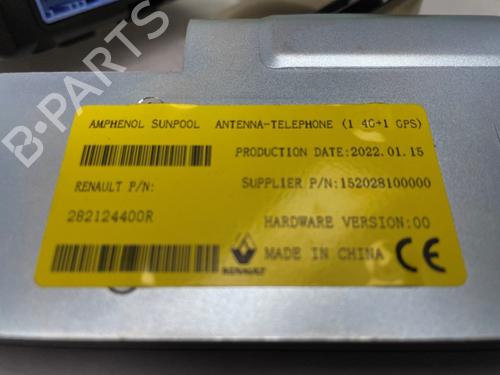 AMPHENOL SUNPOOL ANTENNA-TELEPHONE (1 4G+1 GPS)
PRODUCTION DATE:2022.01.15
RENAULT P/N:
SUPPLIER P/N:152028100000
282124400R
HARDWARE VERSION:00
RENAULT
MADE IN CHINA CE
B-PARTS